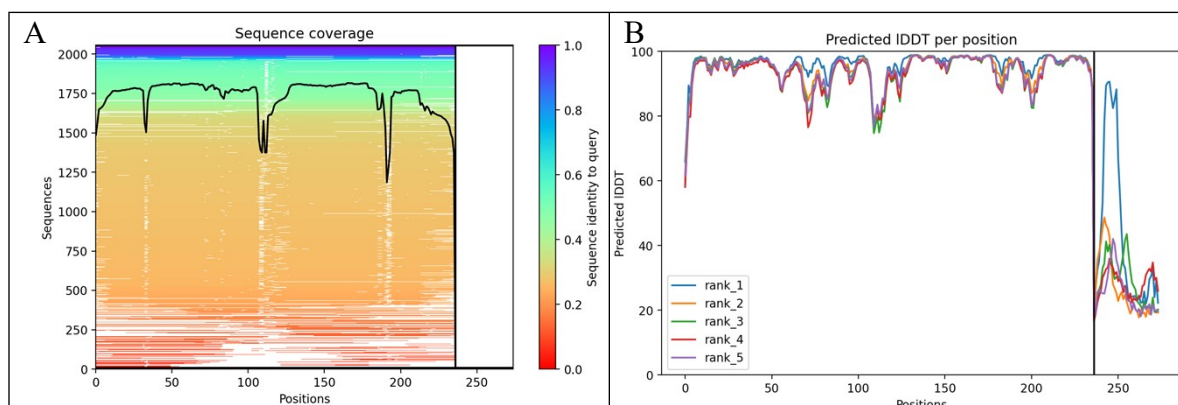 A
Sequence coverage
2000
1750
1500
1250
1000
750
500
250
0
Sequences
0 50 100 150 200 250
Positions
1.0
0.8
0.6
0.4
0.2
0.0
Sequence identity to query
B
Predicted lDDT per position
100
80
60
40
20
0
Predicted lDDT
rank_1
rank_2
rank_3
rank_4
rank_5
0 50 100 150 200 250
Positions